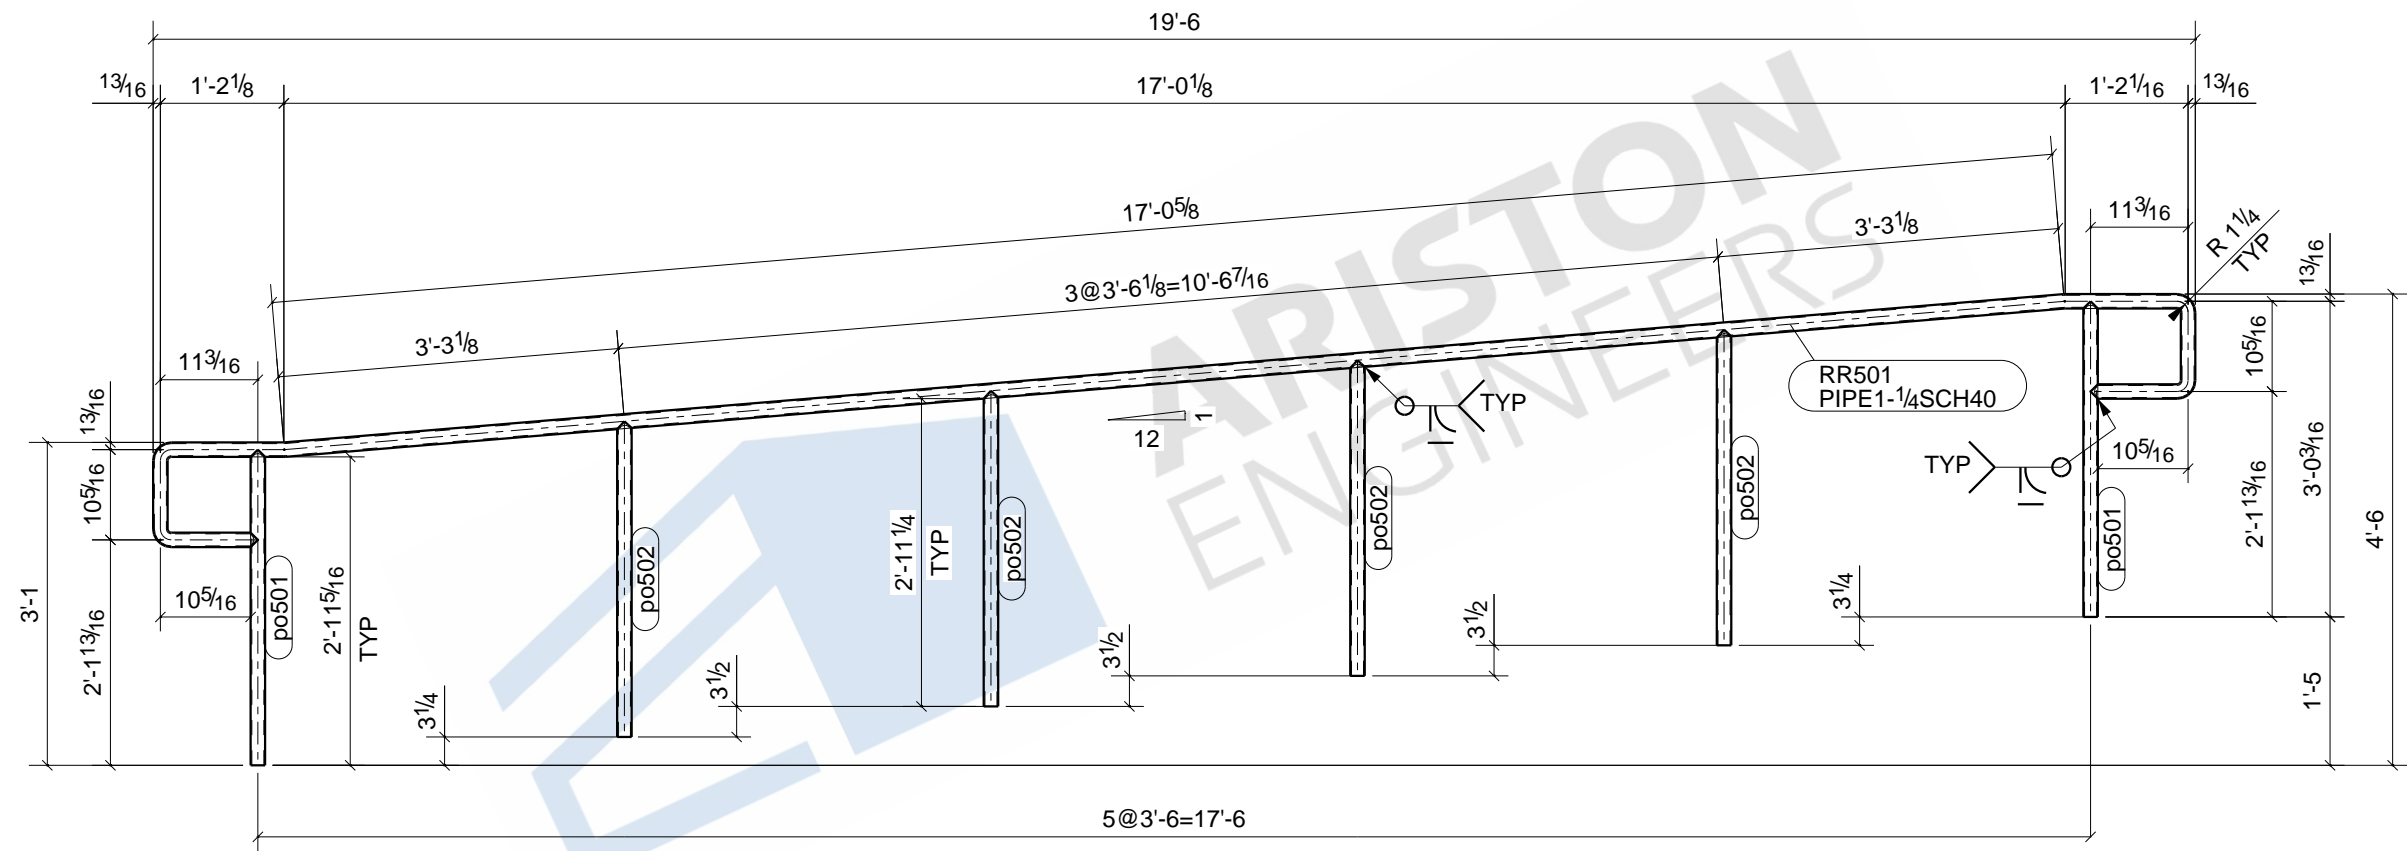 19'-6
13/16
1'-2 1/8
17'-0 1/8
1'-2 1/16
13/16
17'-0 5/8
3'-3 1/8
3@3'-6 1/8=10'-6 7/16
3'-3 1/8
11 3/16
11 3/16
R 1 1/4
TYP
13/16
13/16
10 5/16
10 5/16
ARISTON
ENGINEERS
RR501
PIPE1-1/4SCH40
12
1
TYP
TYP
10 5/16
10 5/16
3'-1
2'-1 13/16
po501
2'-11 5/16
TYP
po502
2'-11 1/4
TYP
po502
po502
po502
po501
2'-1 13/16
3'-0 3/16
4'-6
3 1/4
3 1/2
3 1/2
3 1/2
3 1/4
1'-5
5@3'-6=17'-6